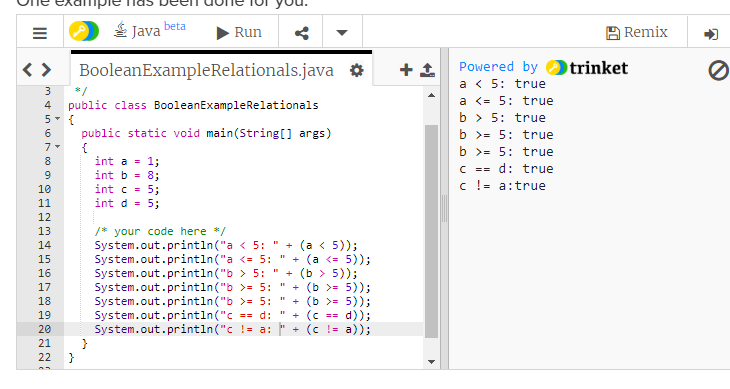 One example has been done for you.
Java beta
Run
Remix
BooleanExampleRelationals.java
3 */
4 public class BooleanExampleRelationals
5 {
6 public static void main(String[] args)
7 {
8 int a = 1;
9 int b = 8;
10 int c = 5;
11 int d = 5;
12
13 /* your code here */
14 System.out.println("a < 5: " + (a < 5));
15 System.out.println("a <= 5: " + (a <= 5));
16 System.out.println("b > 5: " + (b > 5));
17 System.out.println("b >= 5: " + (b >= 5));
18 System.out.println("b >= 5: " + (b >= 5));
19 System.out.println("c == d: " + (c == d));
20 System.out.println("c != a: " + (c != a));
21 }
22 }
Powered by trinket
a < 5: true
a <= 5: true
b > 5: true
b >= 5: true
b >= 5: true
c == d: true
c != a:true